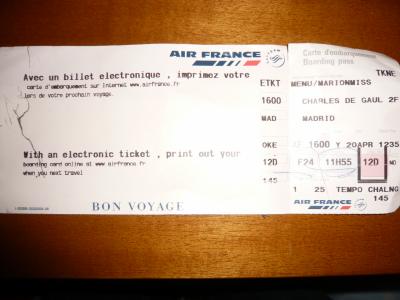 AIR FRANCE
Avec un billet electronique , imprimez votre
carte d'embarquement sur Internet www.airfrance.fr
lors de votre prochain voyage.
With an electronic ticket , print out your
boarding card online at www.airfrance.fr
when you next travel
BON VOYAGE
ETKT
1600
MAD
OKE
12D
145
Carte d'embarquement
Boarding pass
TKNE
MENU/MARIONMISS
CHARLES DE GAUL 2F
MADRID
AF 1600 Y 20APR 1235
F24 11H55 12D NO
1 25 TEMPO CHALNG
AIR FRANCE 145